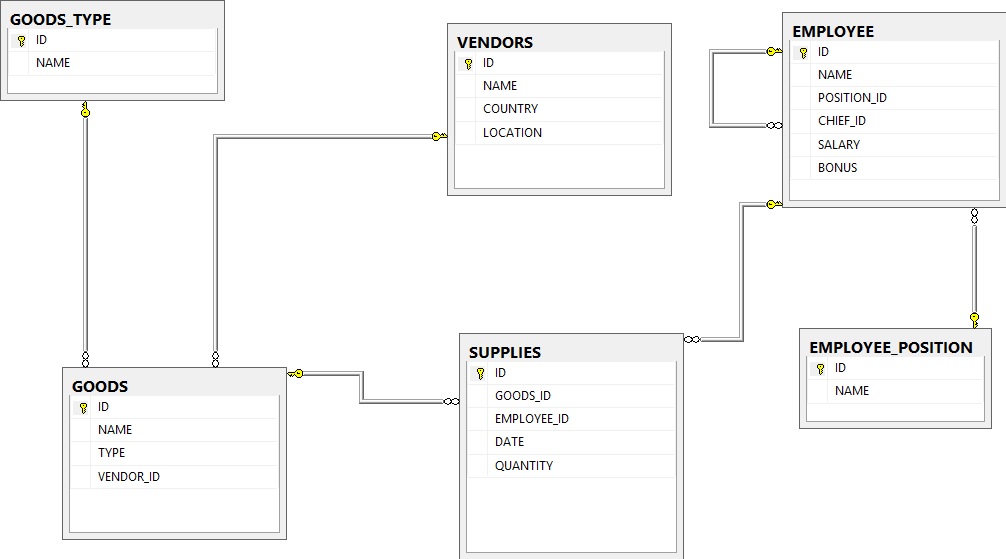 GOODS_TYPE
ID
NAME
VENDORS
ID
NAME
COUNTRY
LOCATION
EMPLOYEE
ID
NAME
POSITION_ID
CHIEF_ID
SALARY
BONUS
GOODS
ID
NAME
TYPE
VENDOR_ID
SUPPLIES
ID
GOODS_ID
EMPLOYEE_ID
DATE
QUANTITY
EMPLOYEE_POSITION
ID
NAME